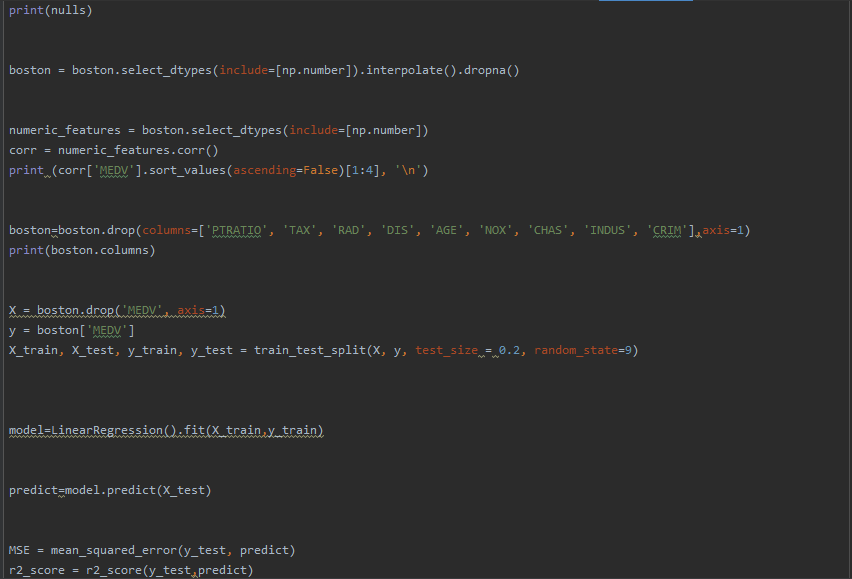 print(nulls)
boston = boston.select_dtypes(include=[np.number]).interpolate().dropna()
numeric_features = boston.select_dtypes(include=[np.number])
corr = numeric_features.corr()
print (corr['MEDV'].sort_values(ascending=False)[1:4], '\n')
boston=boston.drop(columns=['PTRATIO', 'TAX', 'RAD', 'DIS', 'AGE', 'NOX', 'CHAS', 'INDUS', 'CRIM'],axis=1)
print(boston.columns)
X = boston.drop('MEDV', axis=1)
y = boston['MEDV']
X_train, X_test, y_train, y_test = train_test_split(X, y, test_size = 0.2, random_state=9)
model=LinearRegression().fit(X_train,y_train)
predict=model.predict(X_test)
MSE = mean_squared_error(y_test, predict)
r2_score = r2_score(y_test,predict)